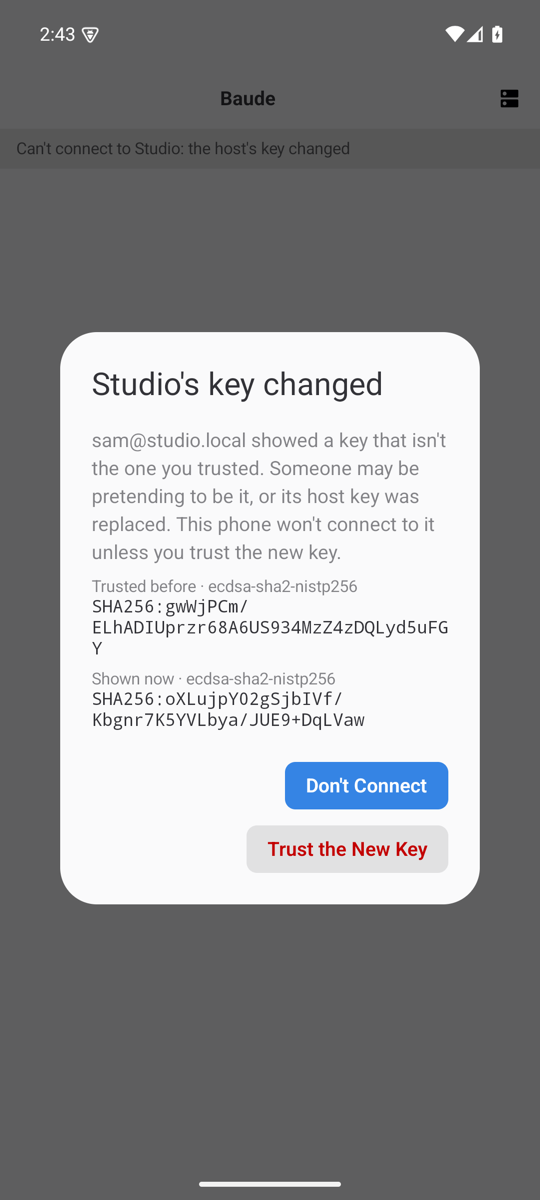 2:43
Baude
Can't connect to Studio: the host's key changed
Studio's key changed
sam@studio.local showed a key that isn't
the one you trusted. Someone may be
pretending to be it, or its host key was
replaced. This phone won't connect to it
unless you trust the new key.
Trusted before · ecdsa-sha2-nistp256
SHA256:gwWjPCm/
ELhADIUprzr68A6US934MzZ4zDQLyd5uFG
Y
Shown now · ecdsa-sha2-nistp256
SHA256:oXLujpY02gSjbIVf/
Kbgnr7K5YVLbya/JUE9+DqLVaw
Don't Connect
Trust the New Key